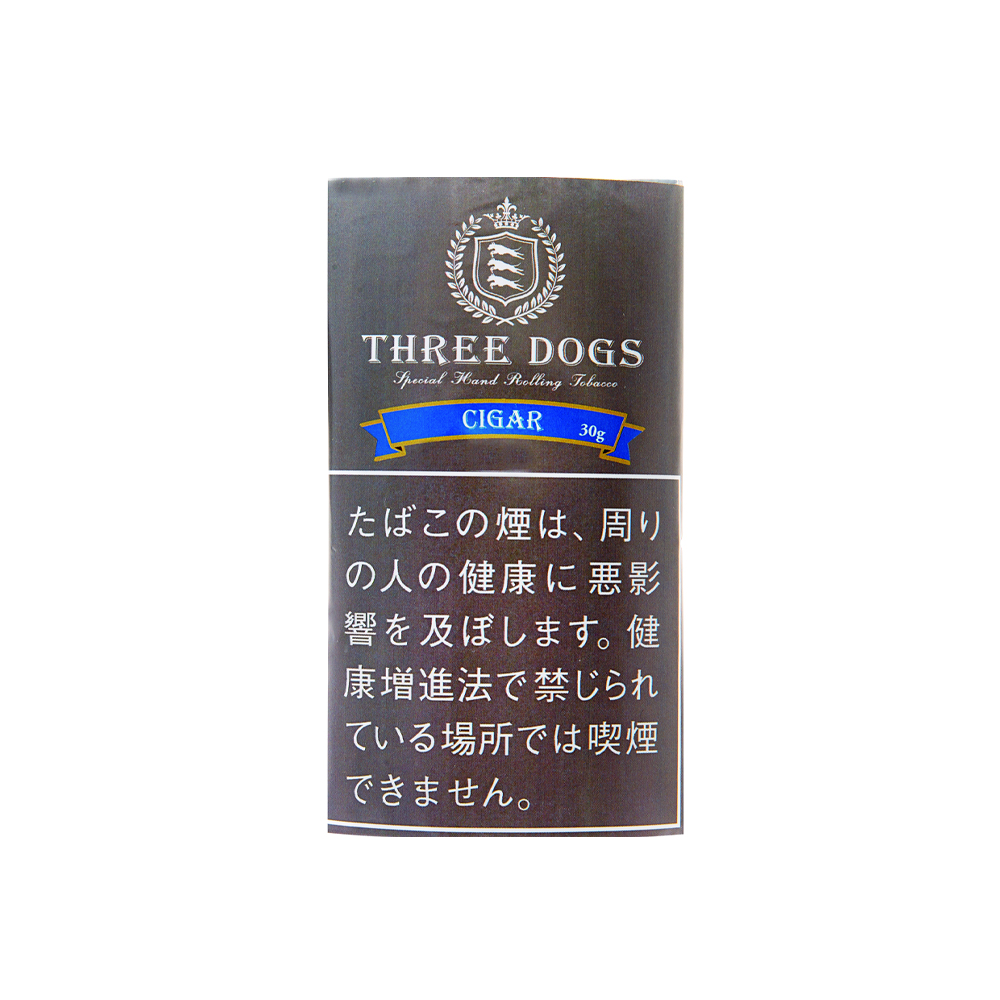 THREE DOGS
Special Hand Rolling Tobacco
CIGAR
30g
たばこの煙は、周り
の人の健康に悪影
響を及ぼします。健
康増進法で禁じられ
ている場所では喫煙
できません。